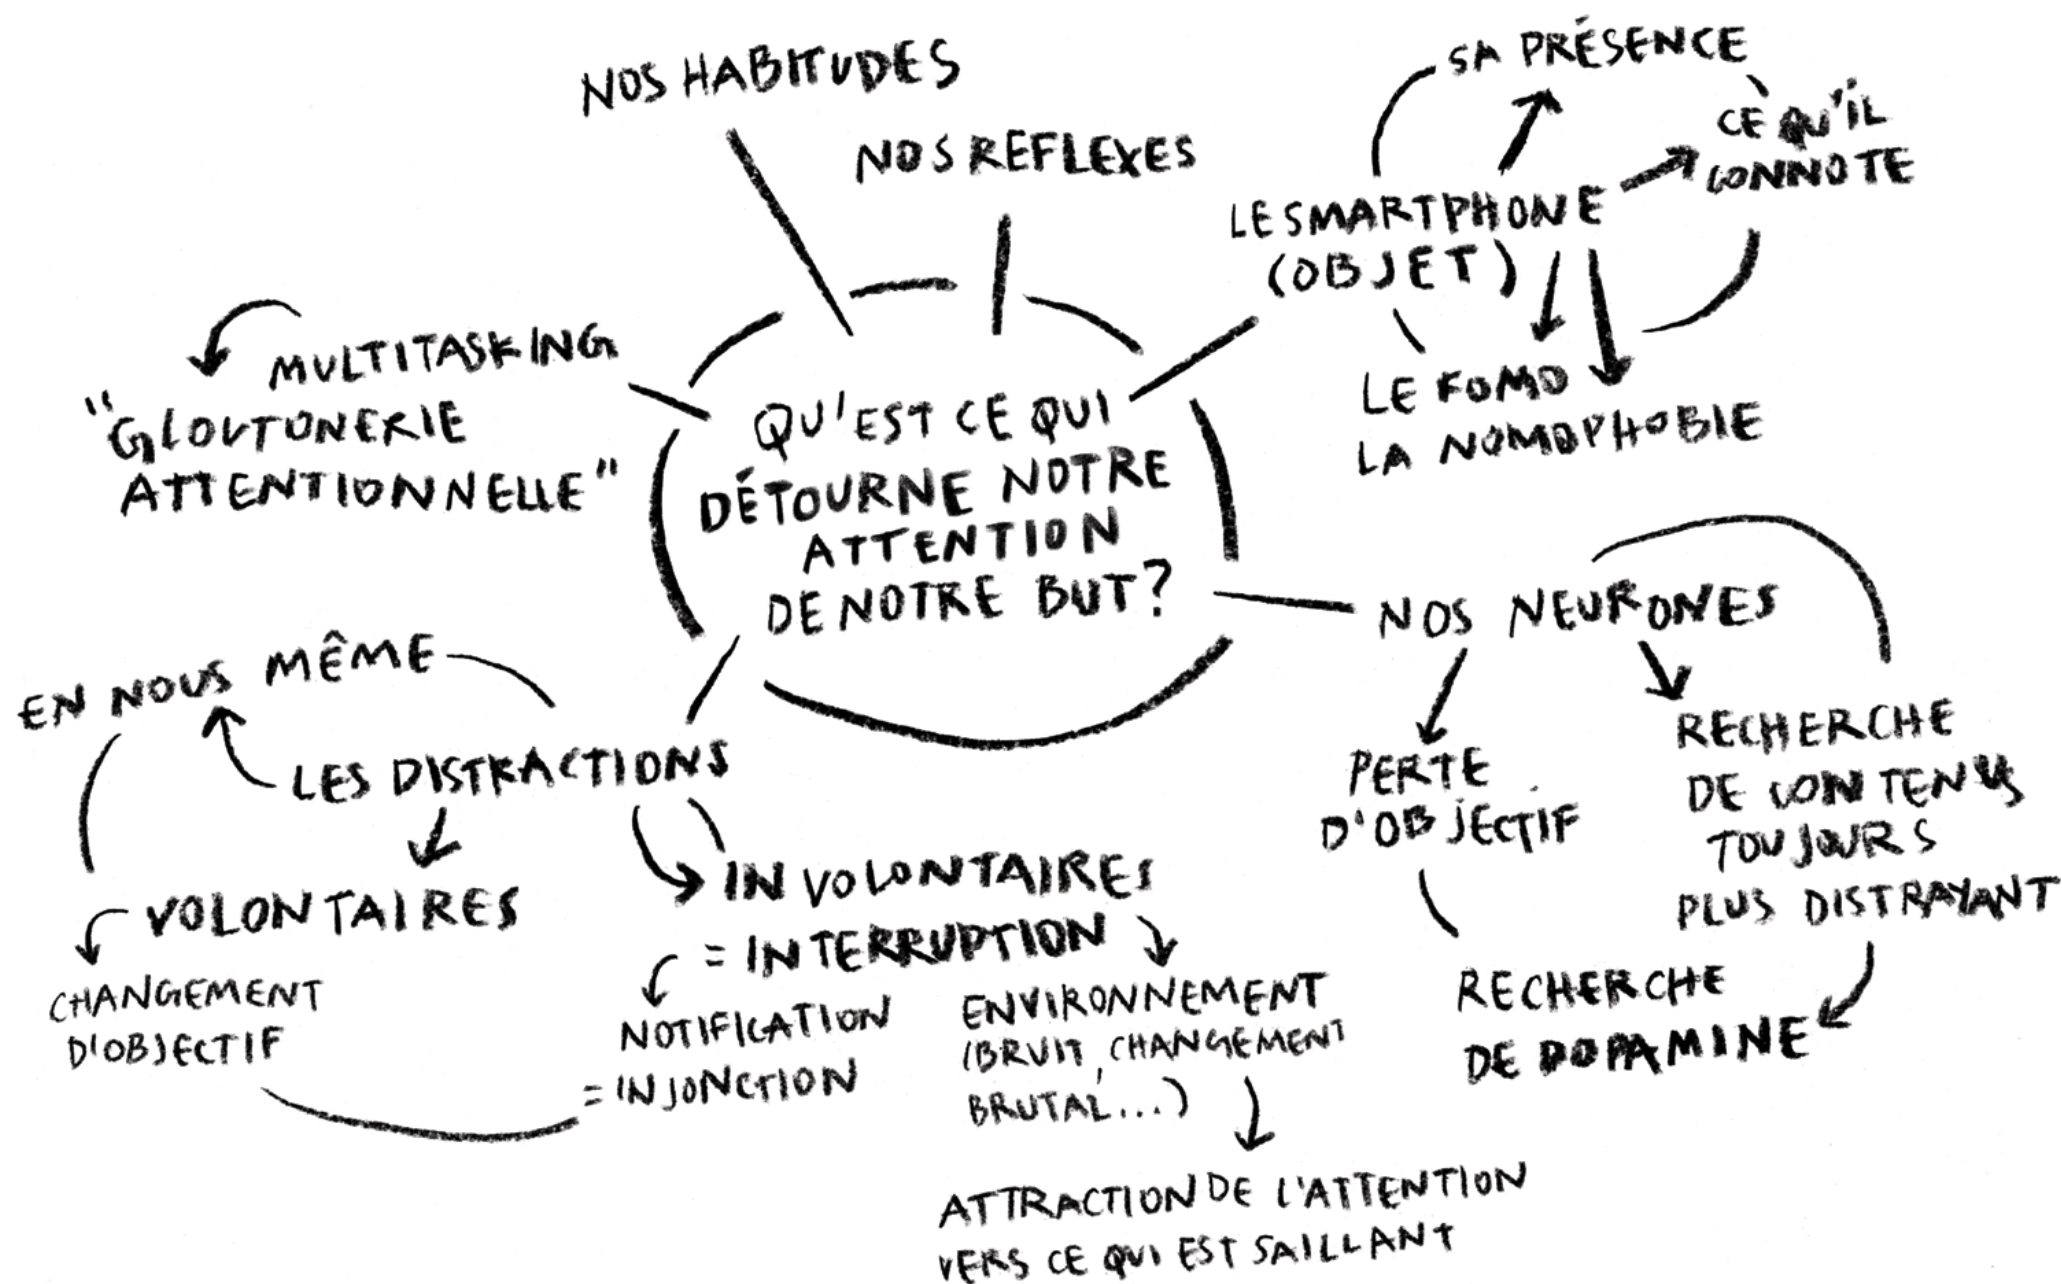 NOS HABITUDES
NOS REFLEXES
SA PRÉSENCE
CE QU'IL
CONNOTE
LE SMARTPHONE
(OBJET)
LE FOMO
LA NOMOPHOBIE
MULTITASKING
"GLOUTONERIE
ATTENTIONNELLE"
QU'EST CE QUI
DÉTOURNE NOTRE
ATTENTION
DE NOTRE BUT?
NOS NEURONES
PERTE
D'OBJECTIF
RECHERCHE
DE CONTENUS
TOUJOURS
PLUS DISTRAYANT
RECHERCHE
DE DOPAMINE
EN NOUS MÊME
LES DISTRACTIONS
VOLONTAIRES
CHANGEMENT
D'OBJECTIF
INVOLONTAIRES
= INTERRUPTION
NOTIFICATION
= INJONCTION
ENVIRONNEMENT
(BRUIT, CHANGEMENT
BRUTAL...)
ATTRACTION DE L'ATTENTION
VERS CE QUI EST SAILLANT